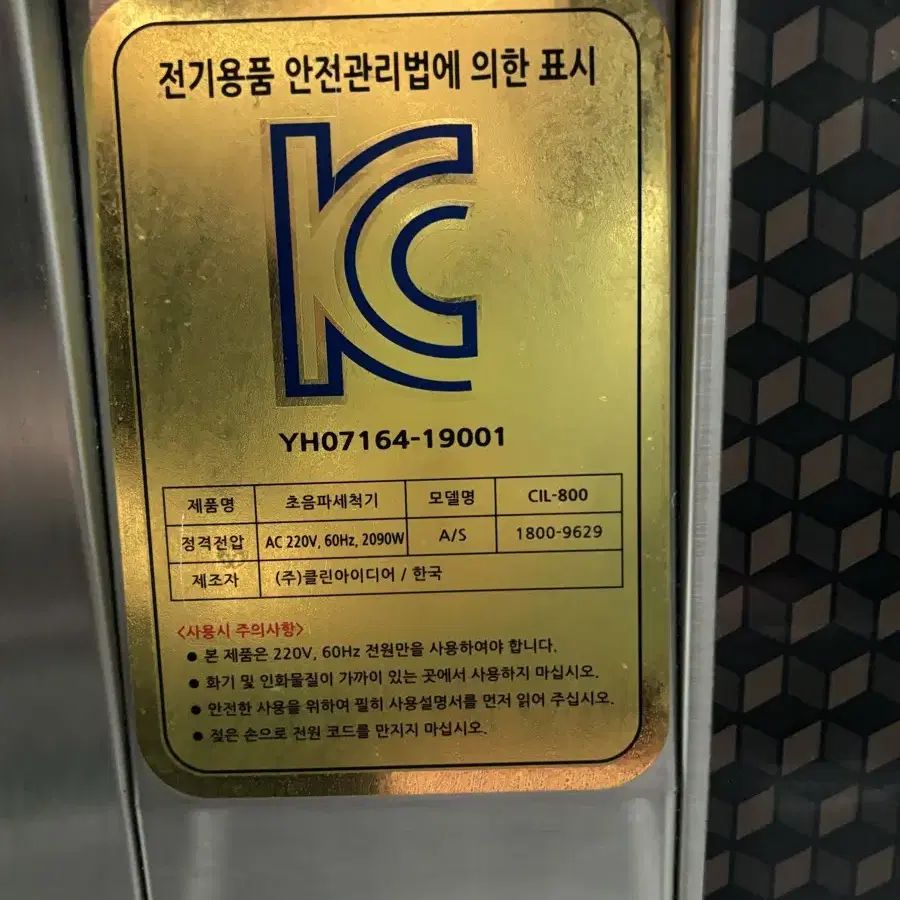 전기용품 안전관리법에 의한 표시
KC
YH07164-19001
제품명 초음파세척기 모델명 CIL-800
정격전압 AC 220V, 60Hz, 2090W A/S 1800-9629
제조자 (주)클린아이디어 / 한국
<사용시 주의사항>
● 본 제품은 220V, 60Hz 전원만을 사용하여야 합니다.
● 화기 및 인화물질이 가까이 있는 곳에서 사용하지 마십시오.
● 안전한 사용을 위하여 필히 사용설명서를 먼저 읽어 주십시오.
● 젖은 손으로 전원 코드를 만지지 마십시오.